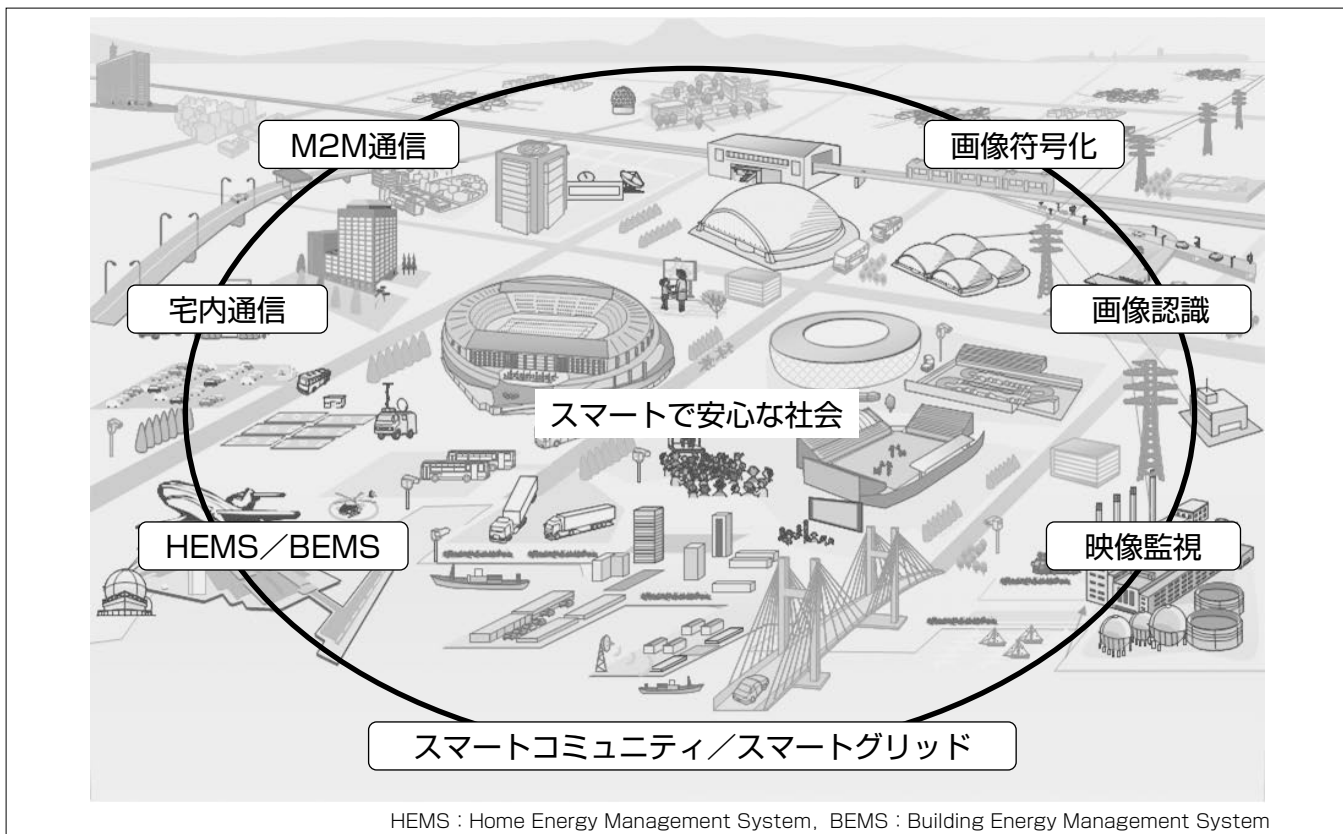 M2M通信
画像符号化
宅内通信
画像認識
スマートで安心な社会
HEMS／BEMS
映像監視
スマートコミュニティ／スマートグリッド
HEMS：Home Energy Management System, BEMS：Building Energy Management System